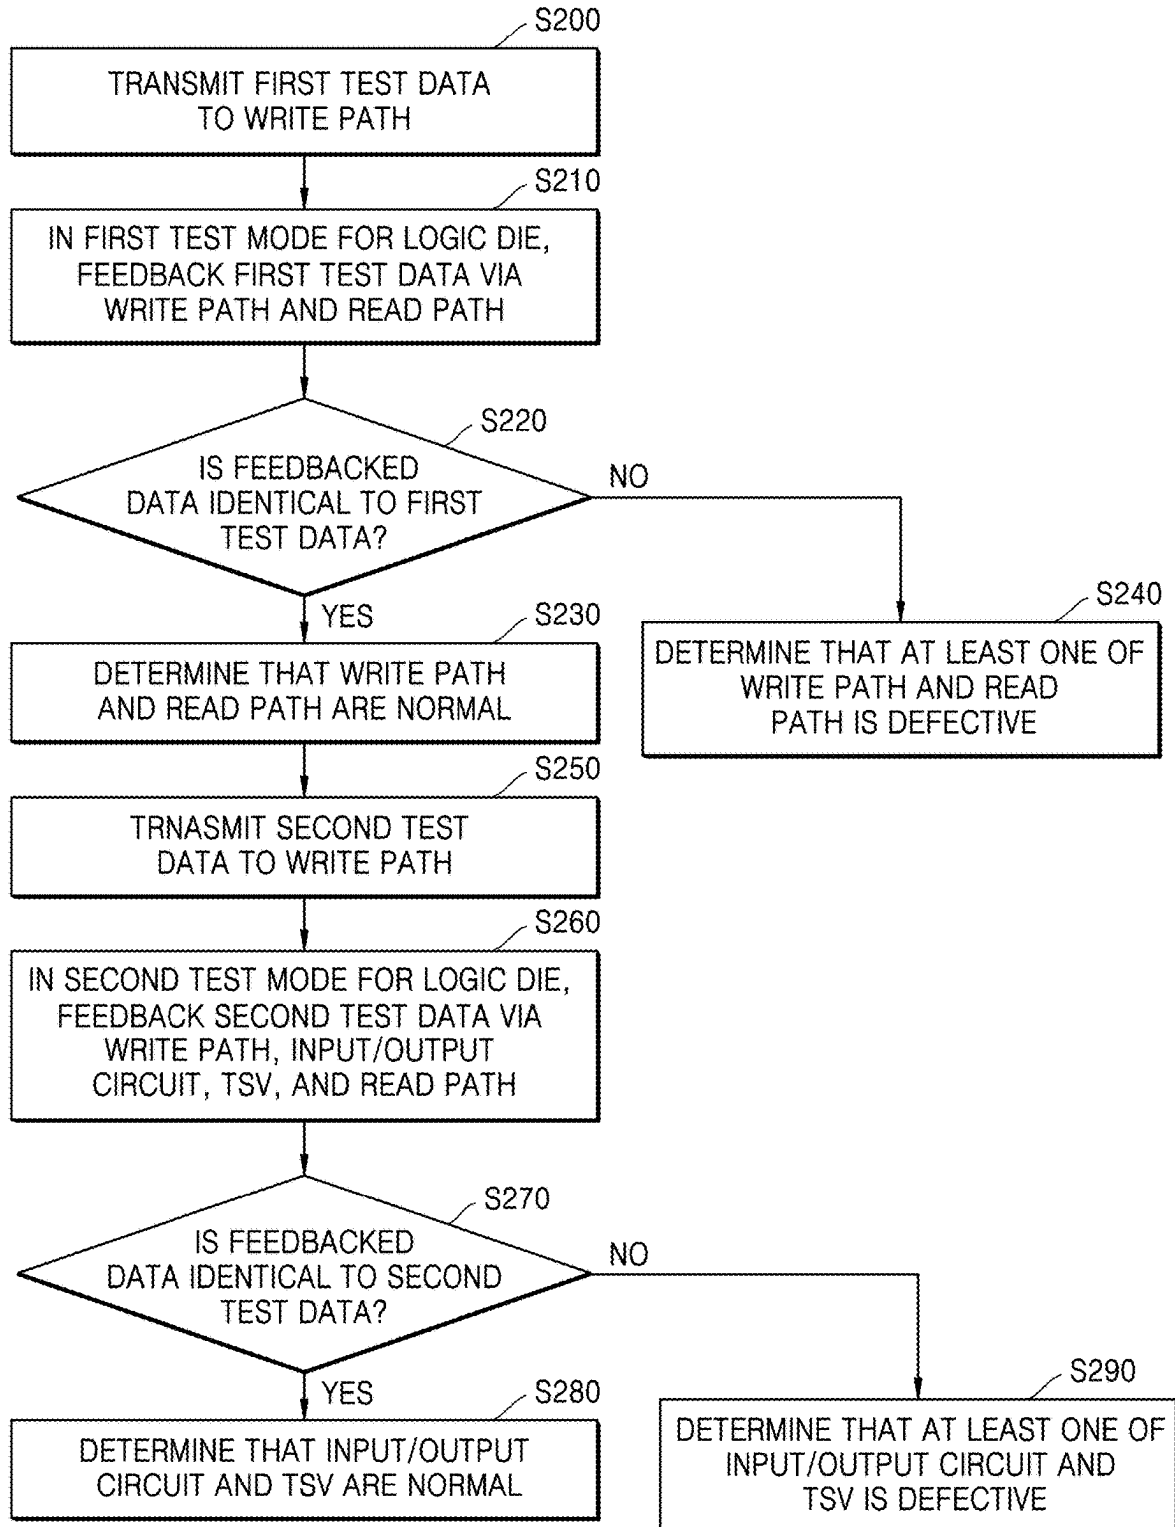 S200
TRANSMIT FIRST TEST DATA
TO WRITE PATH
S210
IN FIRST TEST MODE FOR LOGIC DIE,
FEEDBACK FIRST TEST DATA VIA
WRITE PATH AND READ PATH
S220
IS FEEDBACKED
DATA IDENTICAL TO FIRST
TEST DATA?
NO
YES
S230
DETERMINE THAT WRITE PATH
AND READ PATH ARE NORMAL
S240
DETERMINE THAT AT LEAST ONE OF
WRITE PATH AND READ
PATH IS DEFECTIVE
S250
TRNASMIT SECOND TEST
DATA TO WRITE PATH
S260
IN SECOND TEST MODE FOR LOGIC DIE,
FEEDBACK SECOND TEST DATA VIA
WRITE PATH, INPUT/OUTPUT
CIRCUIT, TSV, AND READ PATH
S270
IS FEEDBACKED
DATA IDENTICAL TO SECOND
TEST DATA?
NO
YES
S280
DETERMINE THAT INPUT/OUTPUT
CIRCUIT AND TSV ARE NORMAL
S290
DETERMINE THAT AT LEAST ONE OF
INPUT/OUTPUT CIRCUIT AND
TSV IS DEFECTIVE